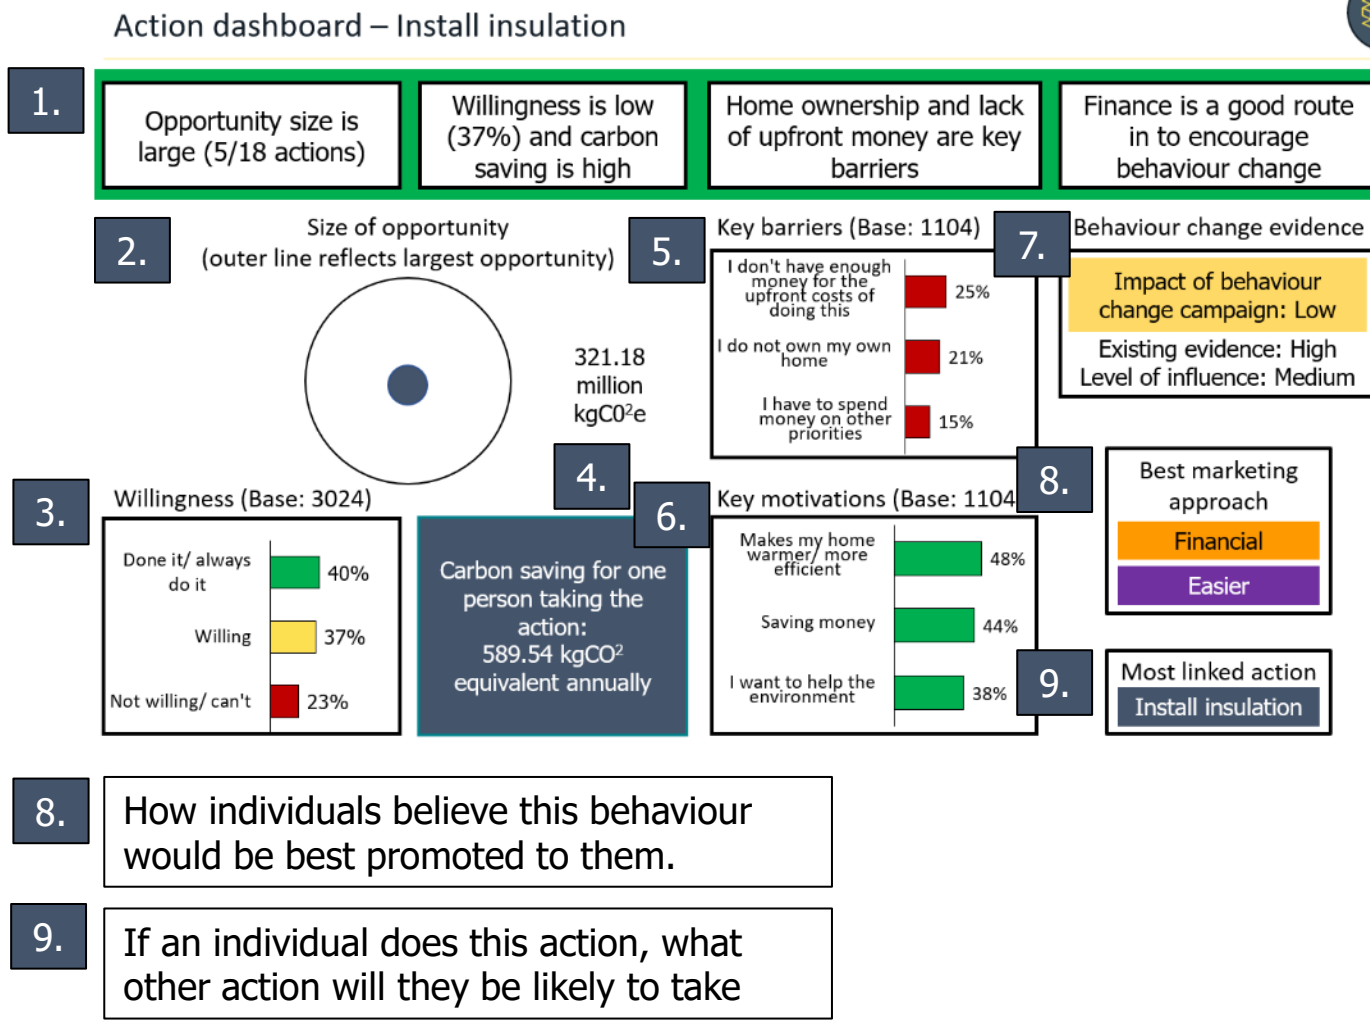 Action dashboard – Install insulation
1.
Opportunity size is
large (5/18 actions)
Willingness is low
(37%) and carbon
saving is high
Home ownership and lack
of upfront money are key
barriers
Finance is a good route
in to encourage
behaviour change
2.
Size of opportunity
(outer line reflects largest opportunity)
321.18
million
kgC0²e
3.
Willingness (Base: 3024)
Done it/ always
do it
40%
Willing
37%
Not willing/ can't
23%
4.
Carbon saving for one
person taking the
action:
589.54 kgCO²
equivalent annually
5.
Key barriers (Base: 1104)
I don't have enough
money for the
upfront costs of
doing this
25%
I do not own my own
home
21%
I have to spend
money on other
priorities
15%
6.
Key motivations (Base: 1104
Makes my home
warmer/ more
efficient
48%
Saving money
44%
I want to help the
environment
38%
7.
Behaviour change evidence
Impact of behaviour
change campaign: Low
Existing evidence: High
Level of influence: Medium
8.
Best marketing
approach
Financial
Easier
9.
Most linked action
Install insulation
8.
How individuals believe this behaviour
would be best promoted to them.
9.
If an individual does this action, what
other action will they be likely to take